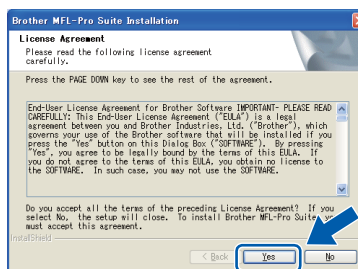 Brother MFL-Pro Suite Installation
License Agreement
Please read the following license agreement
carefully.
Press the PAGE DOWN key to see the rest of the agreement.
End-User License Agreement for Brother Software IMPORTANT- PLEASE READ
CAREFULLY: This End-User License Agreement ("EULA") is a legal
agreement between you and Brother Industries, Ltd. ("Brother"), which
governs your use of the Brother software that will be installed if you
press the "Yes" button on this Dialog Box ("SOFTWARE"). By pressing
"Yes", you agree to be legally bound by the terms of this EULA. If
you do not agree to the terms of this EULA, you obtain no license to
the SOFTWARE. In such case, you may not use the SOFTWARE.
Do you accept all the terms of the preceding License Agreement? If you
select No, the setup will close. To install Brother MFL-Pro Suite, you
must accept this agreement.
InstallShield
< Back Yes No